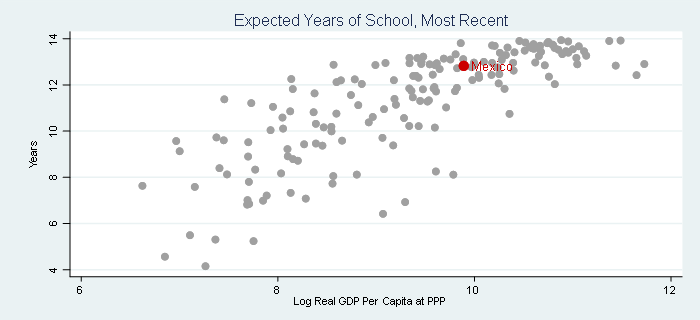 Expected Years of School, Most Recent
14
12
10
8
6
4
Years
Mexico
6
8
10
12
Log Real GDP Per Capita at PPP